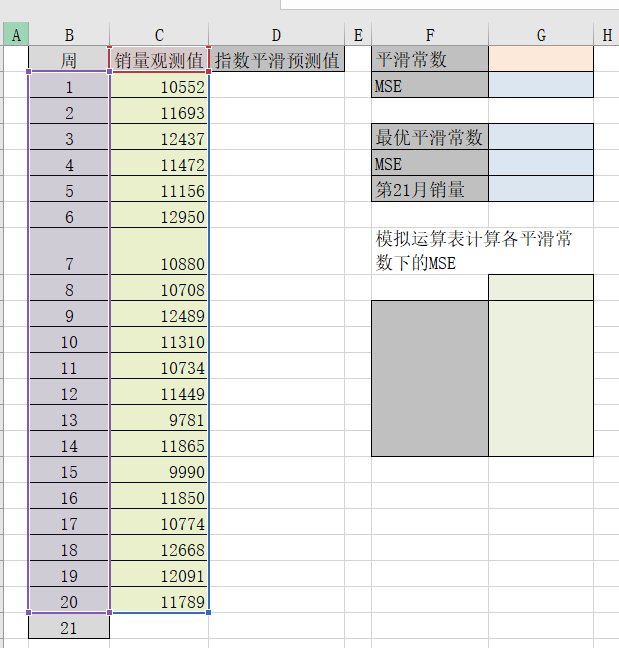 A B C D E F G H
周 销量观测值 指数平滑预测值 平滑常数
1 10552 MSE
2 11693
3 12437 最优平滑常数
4 11472 MSE
5 11156 第21月销量
6 12950
模拟运算表计算各平滑常
数下的MSE
7 10880
8 10708
9 12489
10 11310
11 10734
12 11449
13 9781
14 11865
15 9990
16 11850
17 10774
18 12668
19 12091
20 11789
21